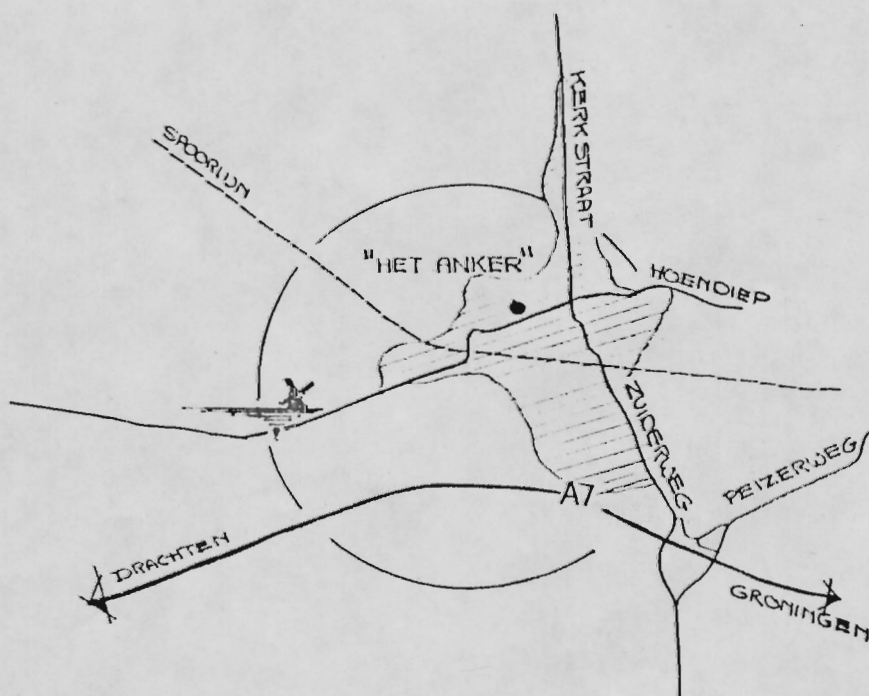 KERKSTRAAT
SPOORLIJN
"HET ANKER"
HOENDIEP
ZUIDERWEG
PEIZERWEG
A7
DRACHTEN
GRONINGEN